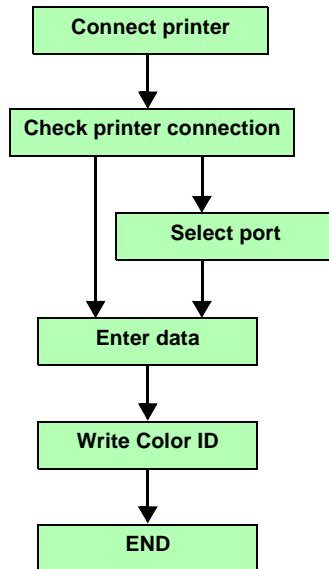 Connect printer
Check printer connection
Select port
Enter data
Write Color ID
END